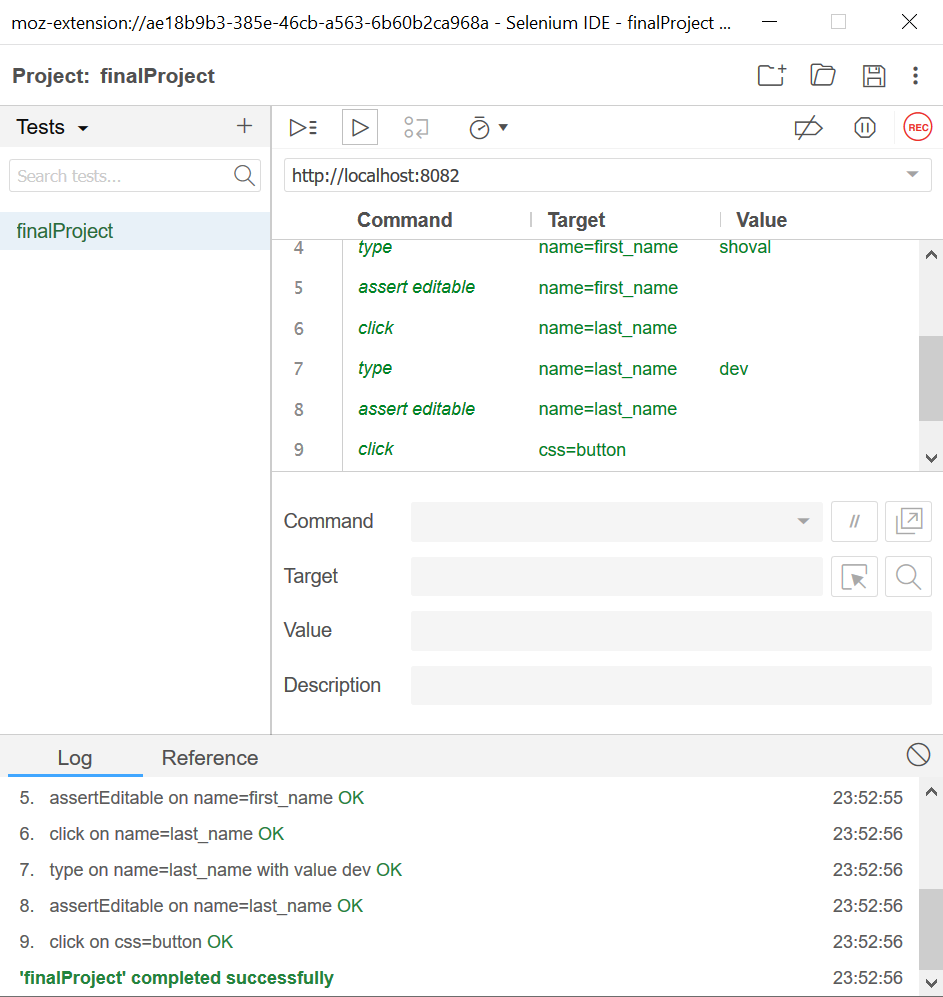 moz-extension://ae18b9b3-385e-46cb-a563-6b60b2ca968a - Selenium IDE - finalProject ...
Project: finalProject
Tests
Search tests...
finalProject
REC
http://localhost:8082
Command Target Value
4 type name=first_name shoval
5 assert editable name=first_name
6 click name=last_name
7 type name=last_name dev
8 assert editable name=last_name
9 click css=button
Command
//
Target
Value
Description
Log Reference
5. assertEditable on name=first_name OK 23:52:55
6. click on name=last_name OK 23:52:56
7. type on name=last_name with value dev OK 23:52:56
8. assertEditable on name=last_name OK 23:52:56
9. click on css=button OK 23:52:56
'finalProject' completed successfully 23:52:56